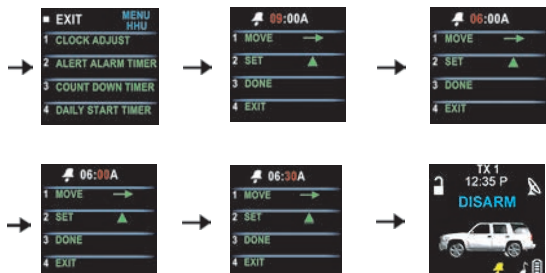 EXIT MENU
HHU
1 CLOCK ADJUST
2 ALERT ALARM TIMER
3 COUNT DOWN TIMER
4 DAILY START TIMER
09:00A
1 MOVE
2 SET
3 DONE
4 EXIT
06:00A
1 MOVE
2 SET
3 DONE
4 EXIT
06:00A
1 MOVE
2 SET
3 DONE
4 EXIT
06:30A
1 MOVE
2 SET
3 DONE
4 EXIT
TX 1
12:35 P
DISARM